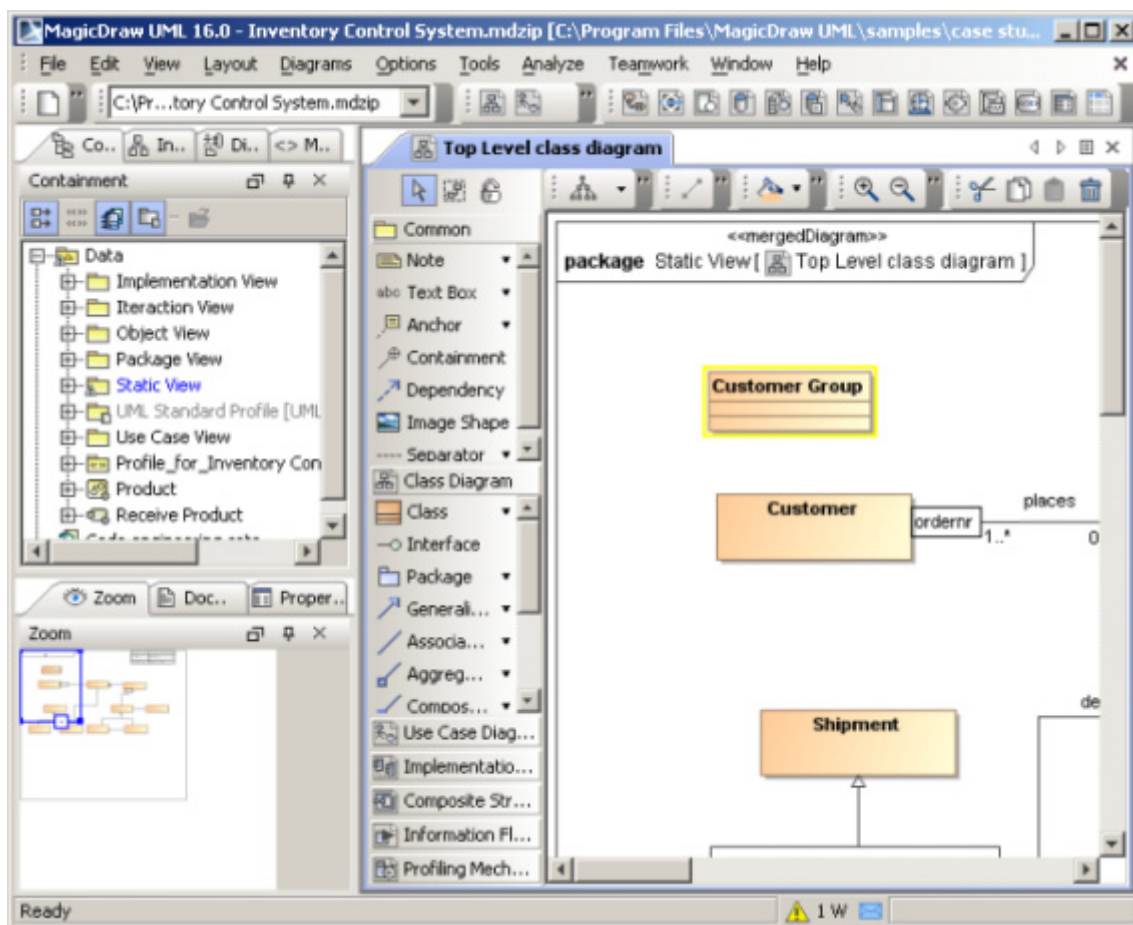 MagicDraw UML 16.0 - Inventory Control System.mdzip [C:\Program Files\MagicDraw UML\samples\case stu...
File Edit View Layout Diagrams Options Tools Analyze Teamwork Window Help
C:\Pr...tory Control System.mdzip
Co.. In.. Di.. <> M..
Top Level class diagram
Containment
Data
Implementation View
Iteraction View
Object View
Package View
Static View
UML Standard Profile [UML
Use Case View
Profile_for_Inventory Con
Product
Receive Product
Zoom Doc.. Proper..
Zoom
Common
Note
abc Text Box
Anchor
Containment
Dependency
Image Shape
Separator
Class Diagram
Class
Interface
Package
Generali...
Associa...
Aggreg...
Compos...
Use Case Diag...
Implementatio...
Composite Str...
Information Fl...
Profiling Mech...
<<mergedDiagram>>
package Static View [ Top Level class diagram ]
Customer Group
Customer
ordernr
places
1..*
0
Shipment
de
Ready
1 W